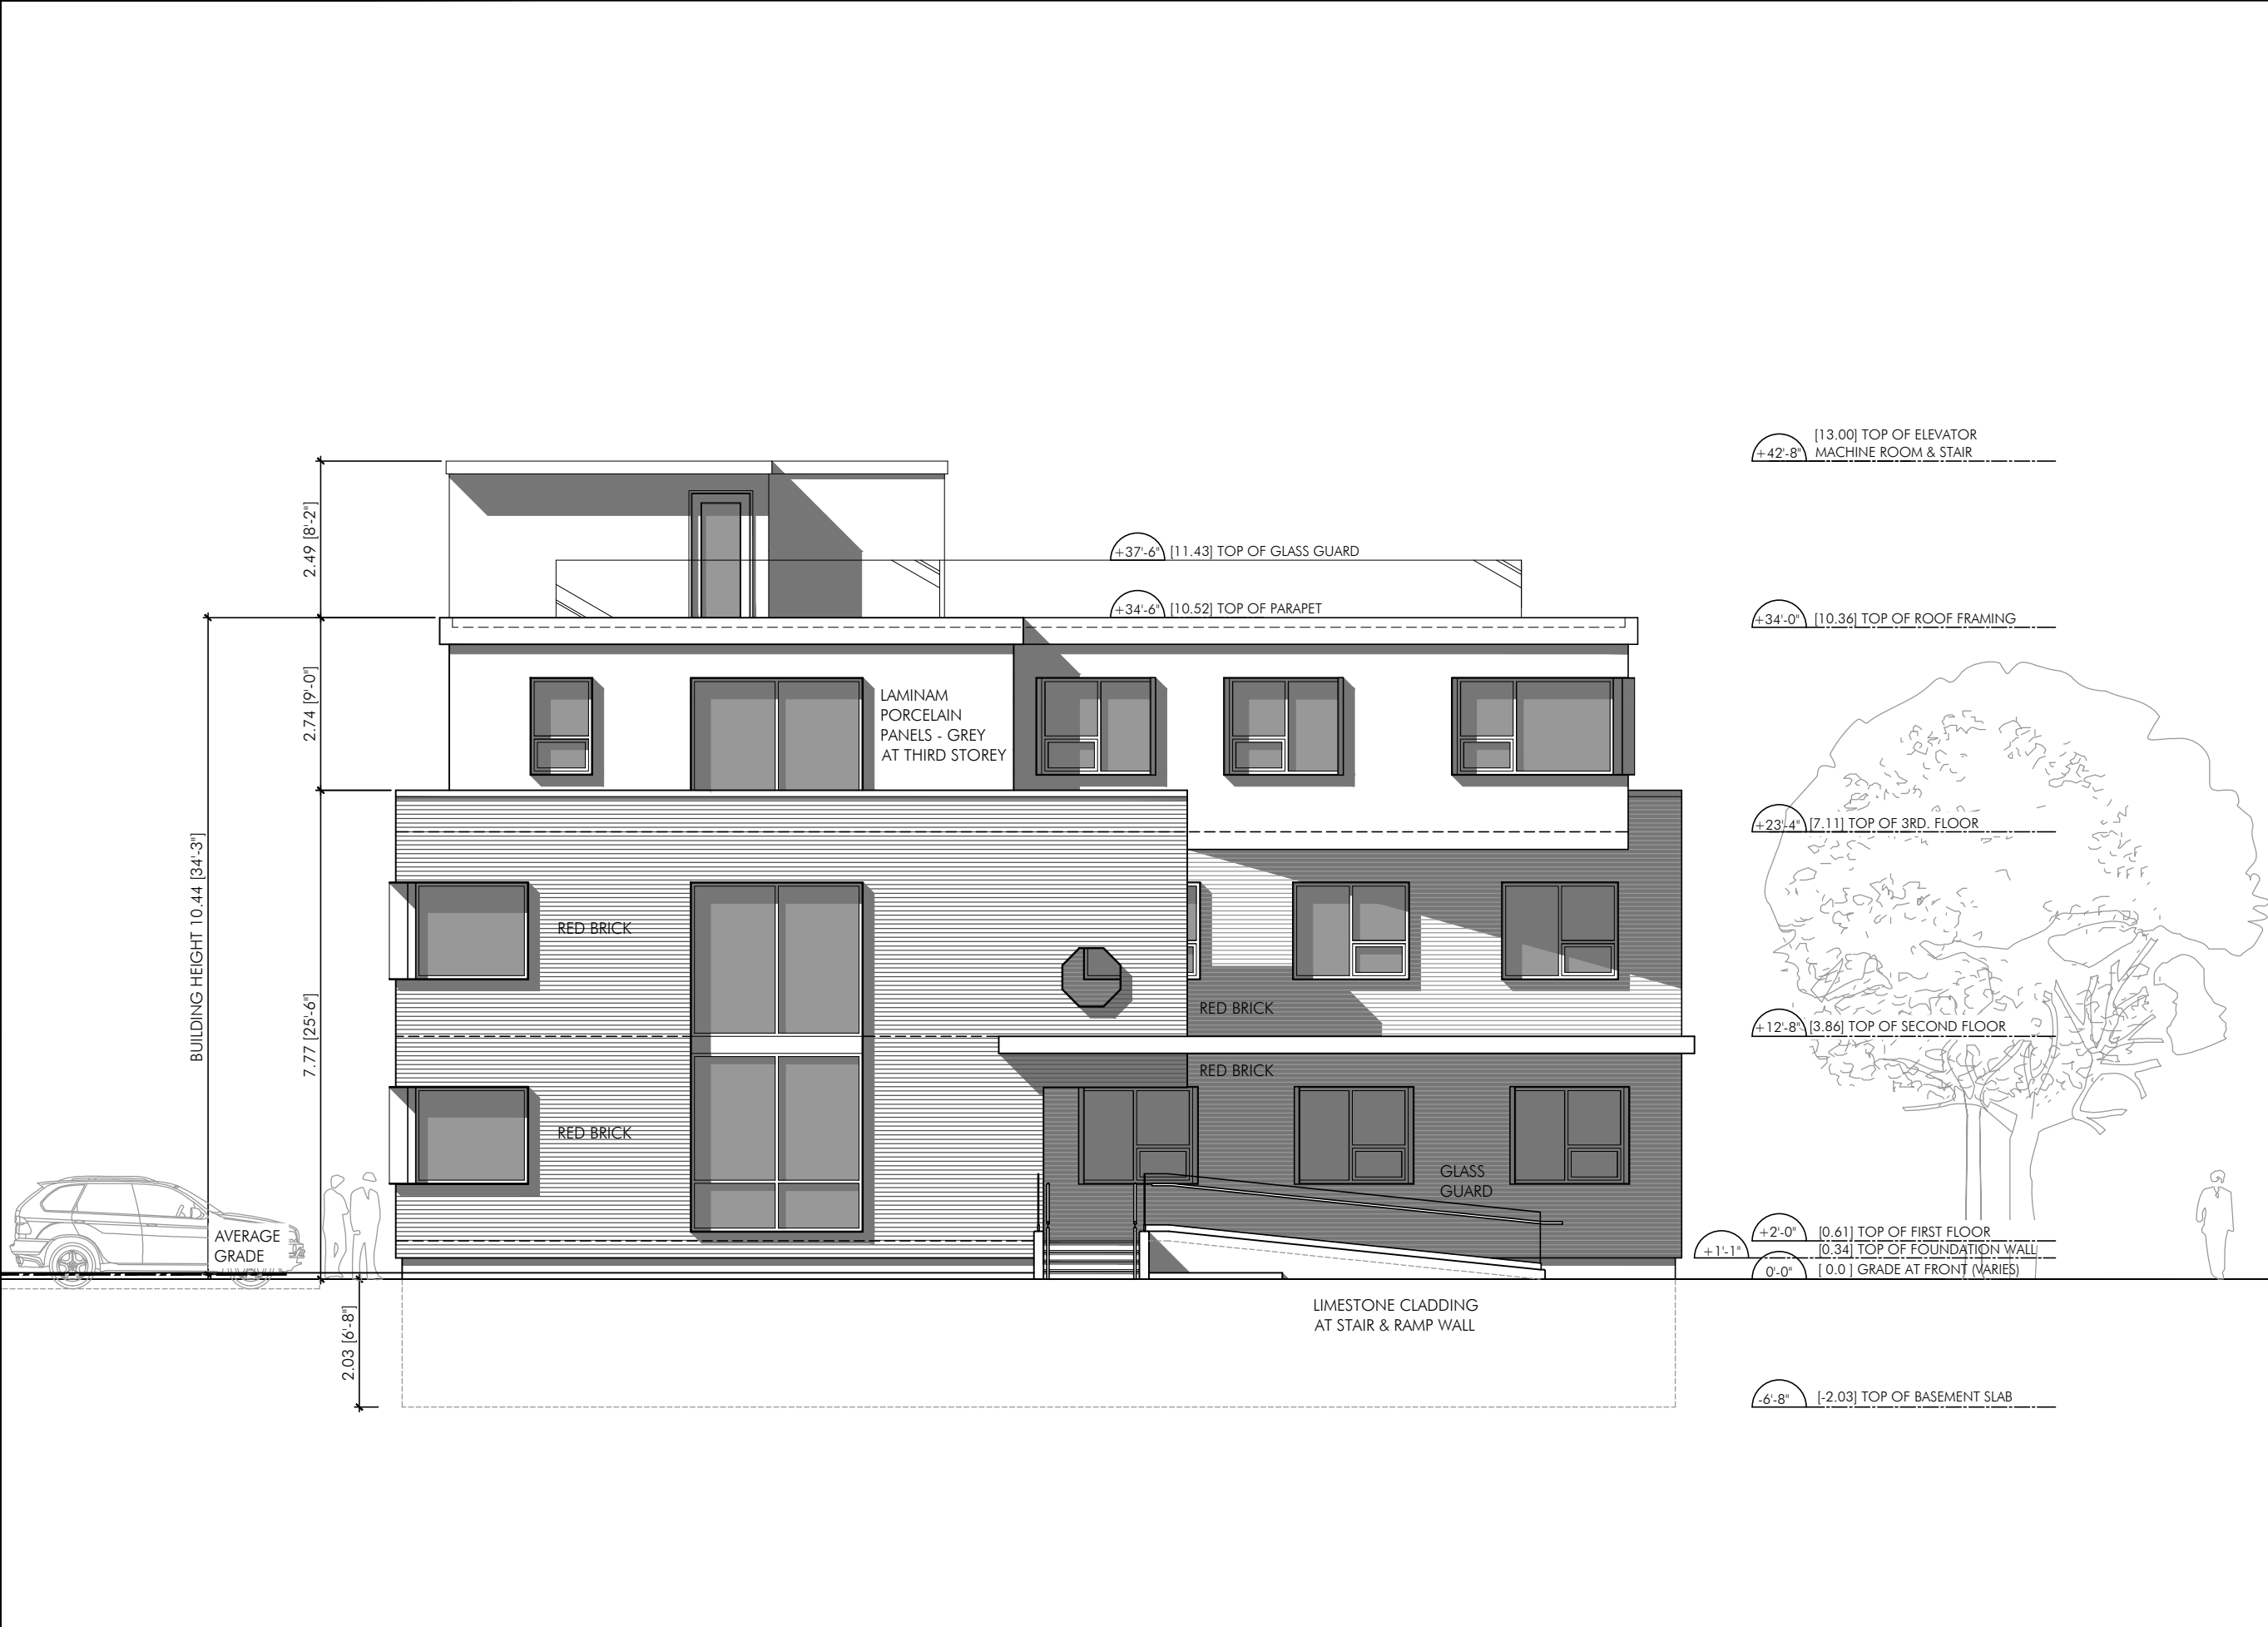 [13.00] TOP OF ELEVATOR
+42'-8" MACHINE ROOM & STAIR
2.49 [8'-2"]
+37'-6" [11.43] TOP OF GLASS GUARD
+34'-6" [10.52] TOP OF PARAPET
+34'-0" [10.36] TOP OF ROOF FRAMING
2.74 [9'-0"]
LAMINAM
PORCELAIN
PANELS - GREY
AT THIRD STOREY
+23'-4" [7.11] TOP OF 3RD. FLOOR
BUILDING HEIGHT 10.44 [34'-3"]
7.77 [25'-6"]
RED BRICK
RED BRICK
+12'-8" [3.86] TOP OF SECOND FLOOR
RED BRICK
RED BRICK
GLASS
GUARD
AVERAGE
GRADE
+2'-0" [0.61] TOP OF FIRST FLOOR
+1'-1" [0.34] TOP OF FOUNDATION WALL
0'-0" [ 0.0 ] GRADE AT FRONT (VARIES)
2.03 [6'-8"]
LIMESTONE CLADDING
AT STAIR & RAMP WALL
-6'-8" [-2.03] TOP OF BASEMENT SLAB